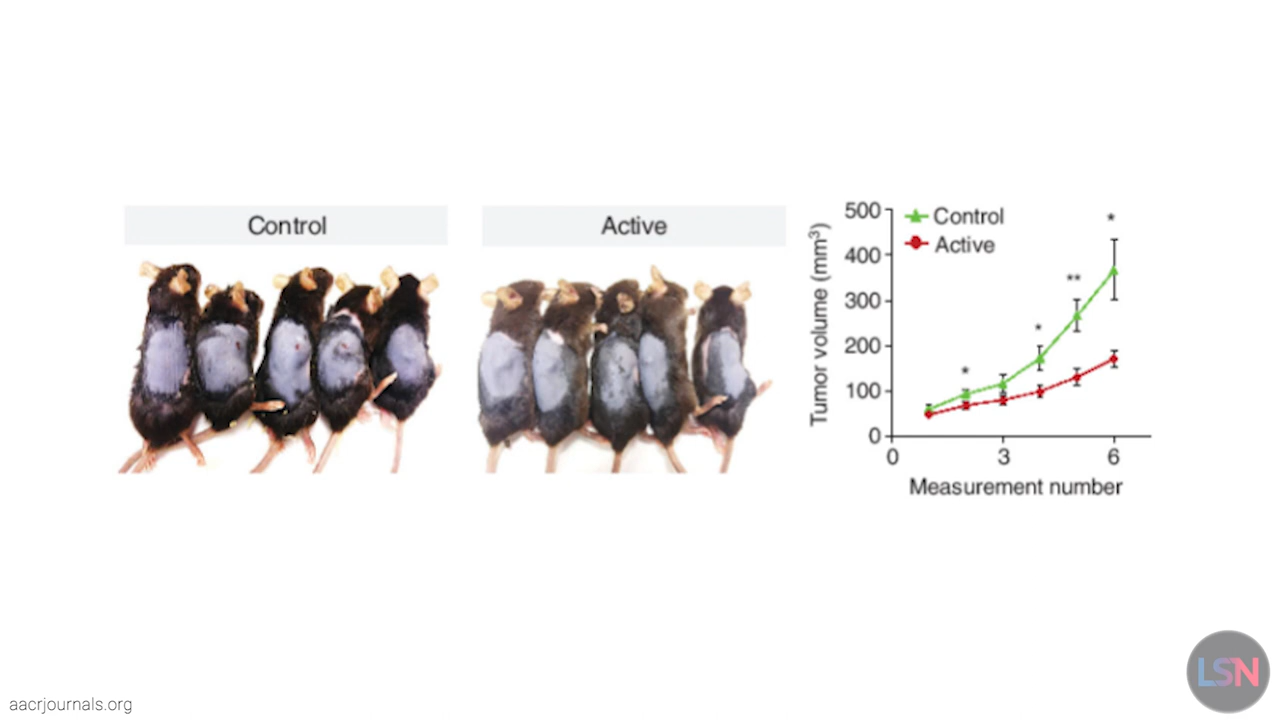 Control
Active
500
400
300
200
100
0
Tumor volume (mm³)
Control
Active
*
*
**
*
0 3 6
Measurement number
aacrjournals.org
LSN